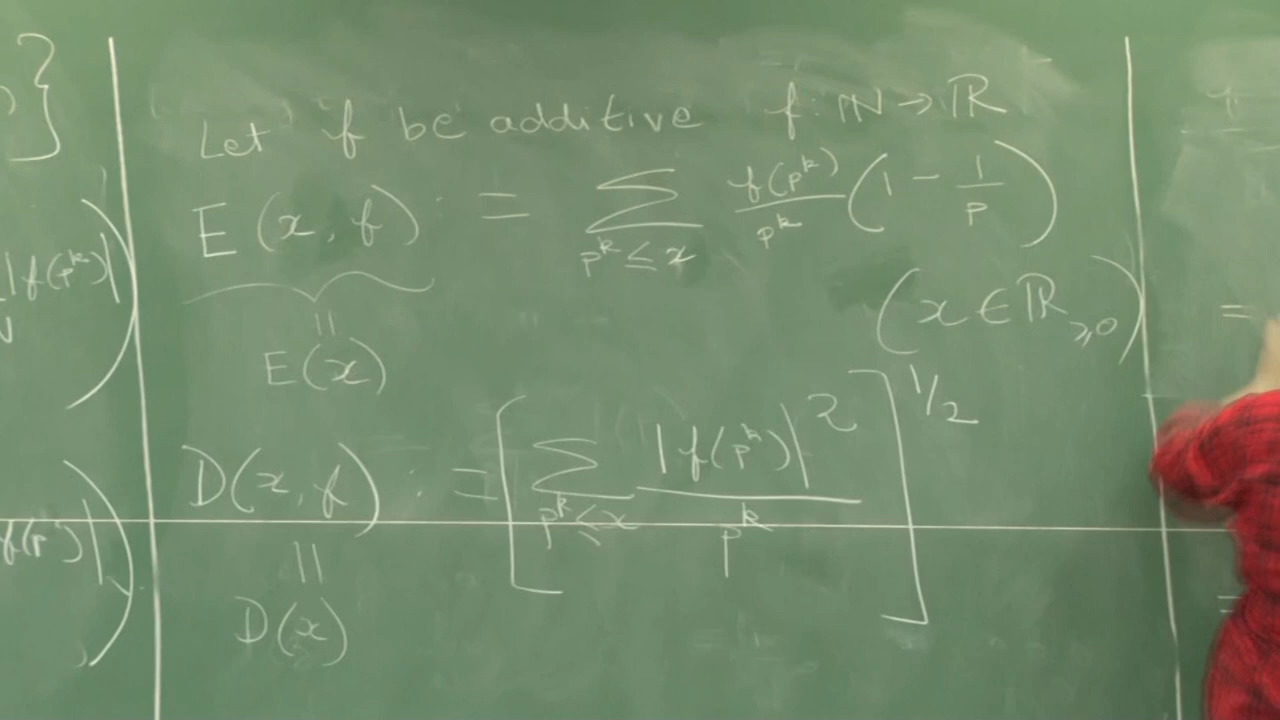 }
Let f be additive f: ℕ → ℝ
E(x, f) := ∑_{p^k ≤ x} f(p^k)/p^k (1 - 1/p)
|f(p^k)|)
(x ∈ ℝ_{≥0})
=
||
E(x)
D(x, f) := [∑_{p^k ≤ x} |f(p^k)|^2/p^k]^{1/2}
||
D(x)
=